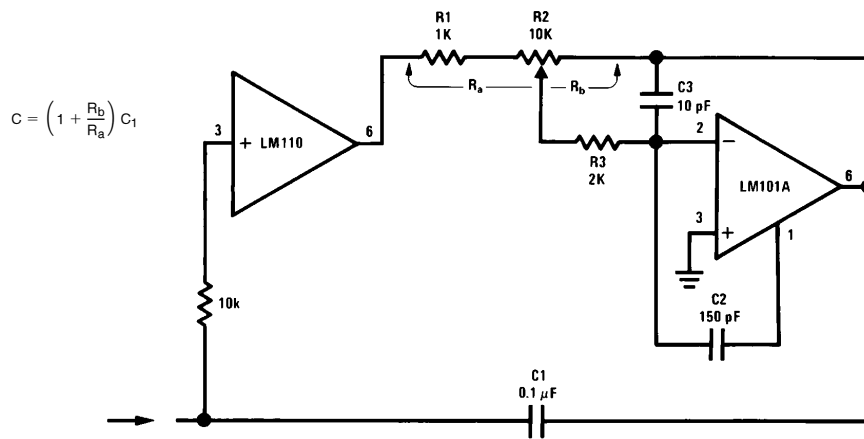 R1
1K
R2
10K
Ra
Rb
C3
10 pF
C = (1 + Rb/Ra) C1
3
+
LM110
6
R3
2K
2
−
LM101A
6
3
+
1
10k
C2
150 pF
C1
0.1 μF